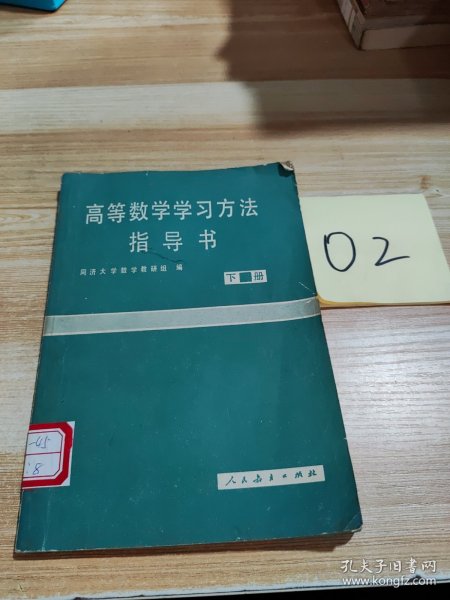 高等数学学习方法
指导书
同济大学数学教研组 编
下 册
02
-45
:8
人民教育出版社
孔夫子旧书网
www.kongfz.com